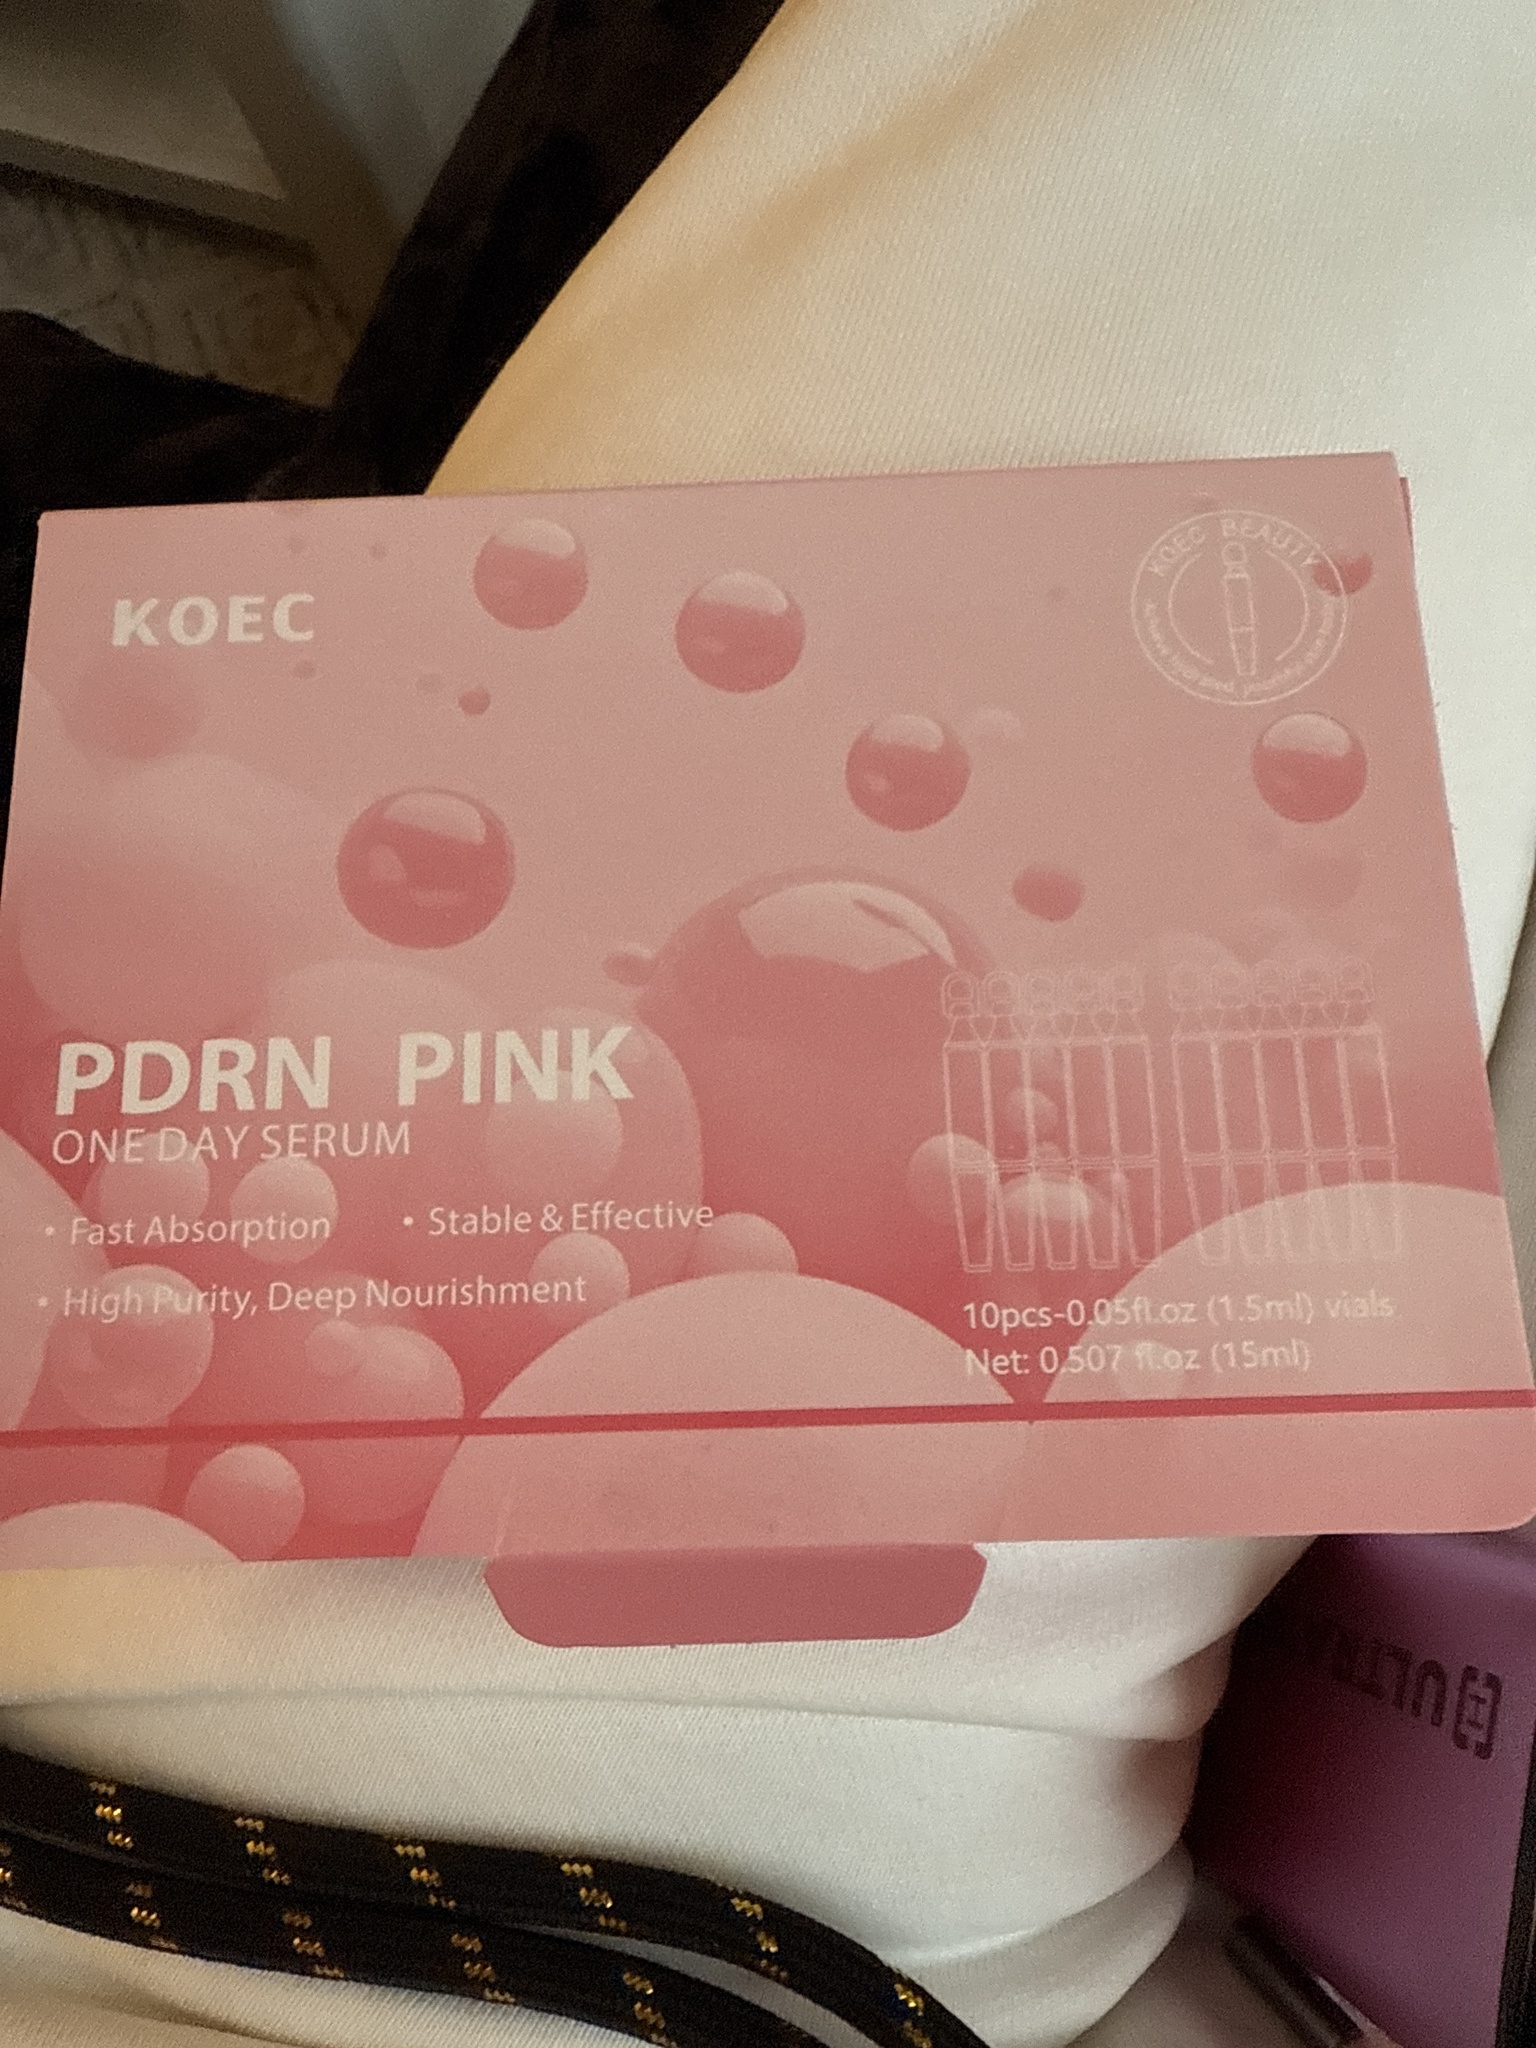 KOEC
KOEC BEAUTY
PDRN PINK
ONE DAY SERUM
• Fast Absorption • Stable & Effective
• High Purity, Deep Nourishment
10pcs-0.05fl.oz (1.5ml) vials
Net: 0.507 fl.oz (15ml)